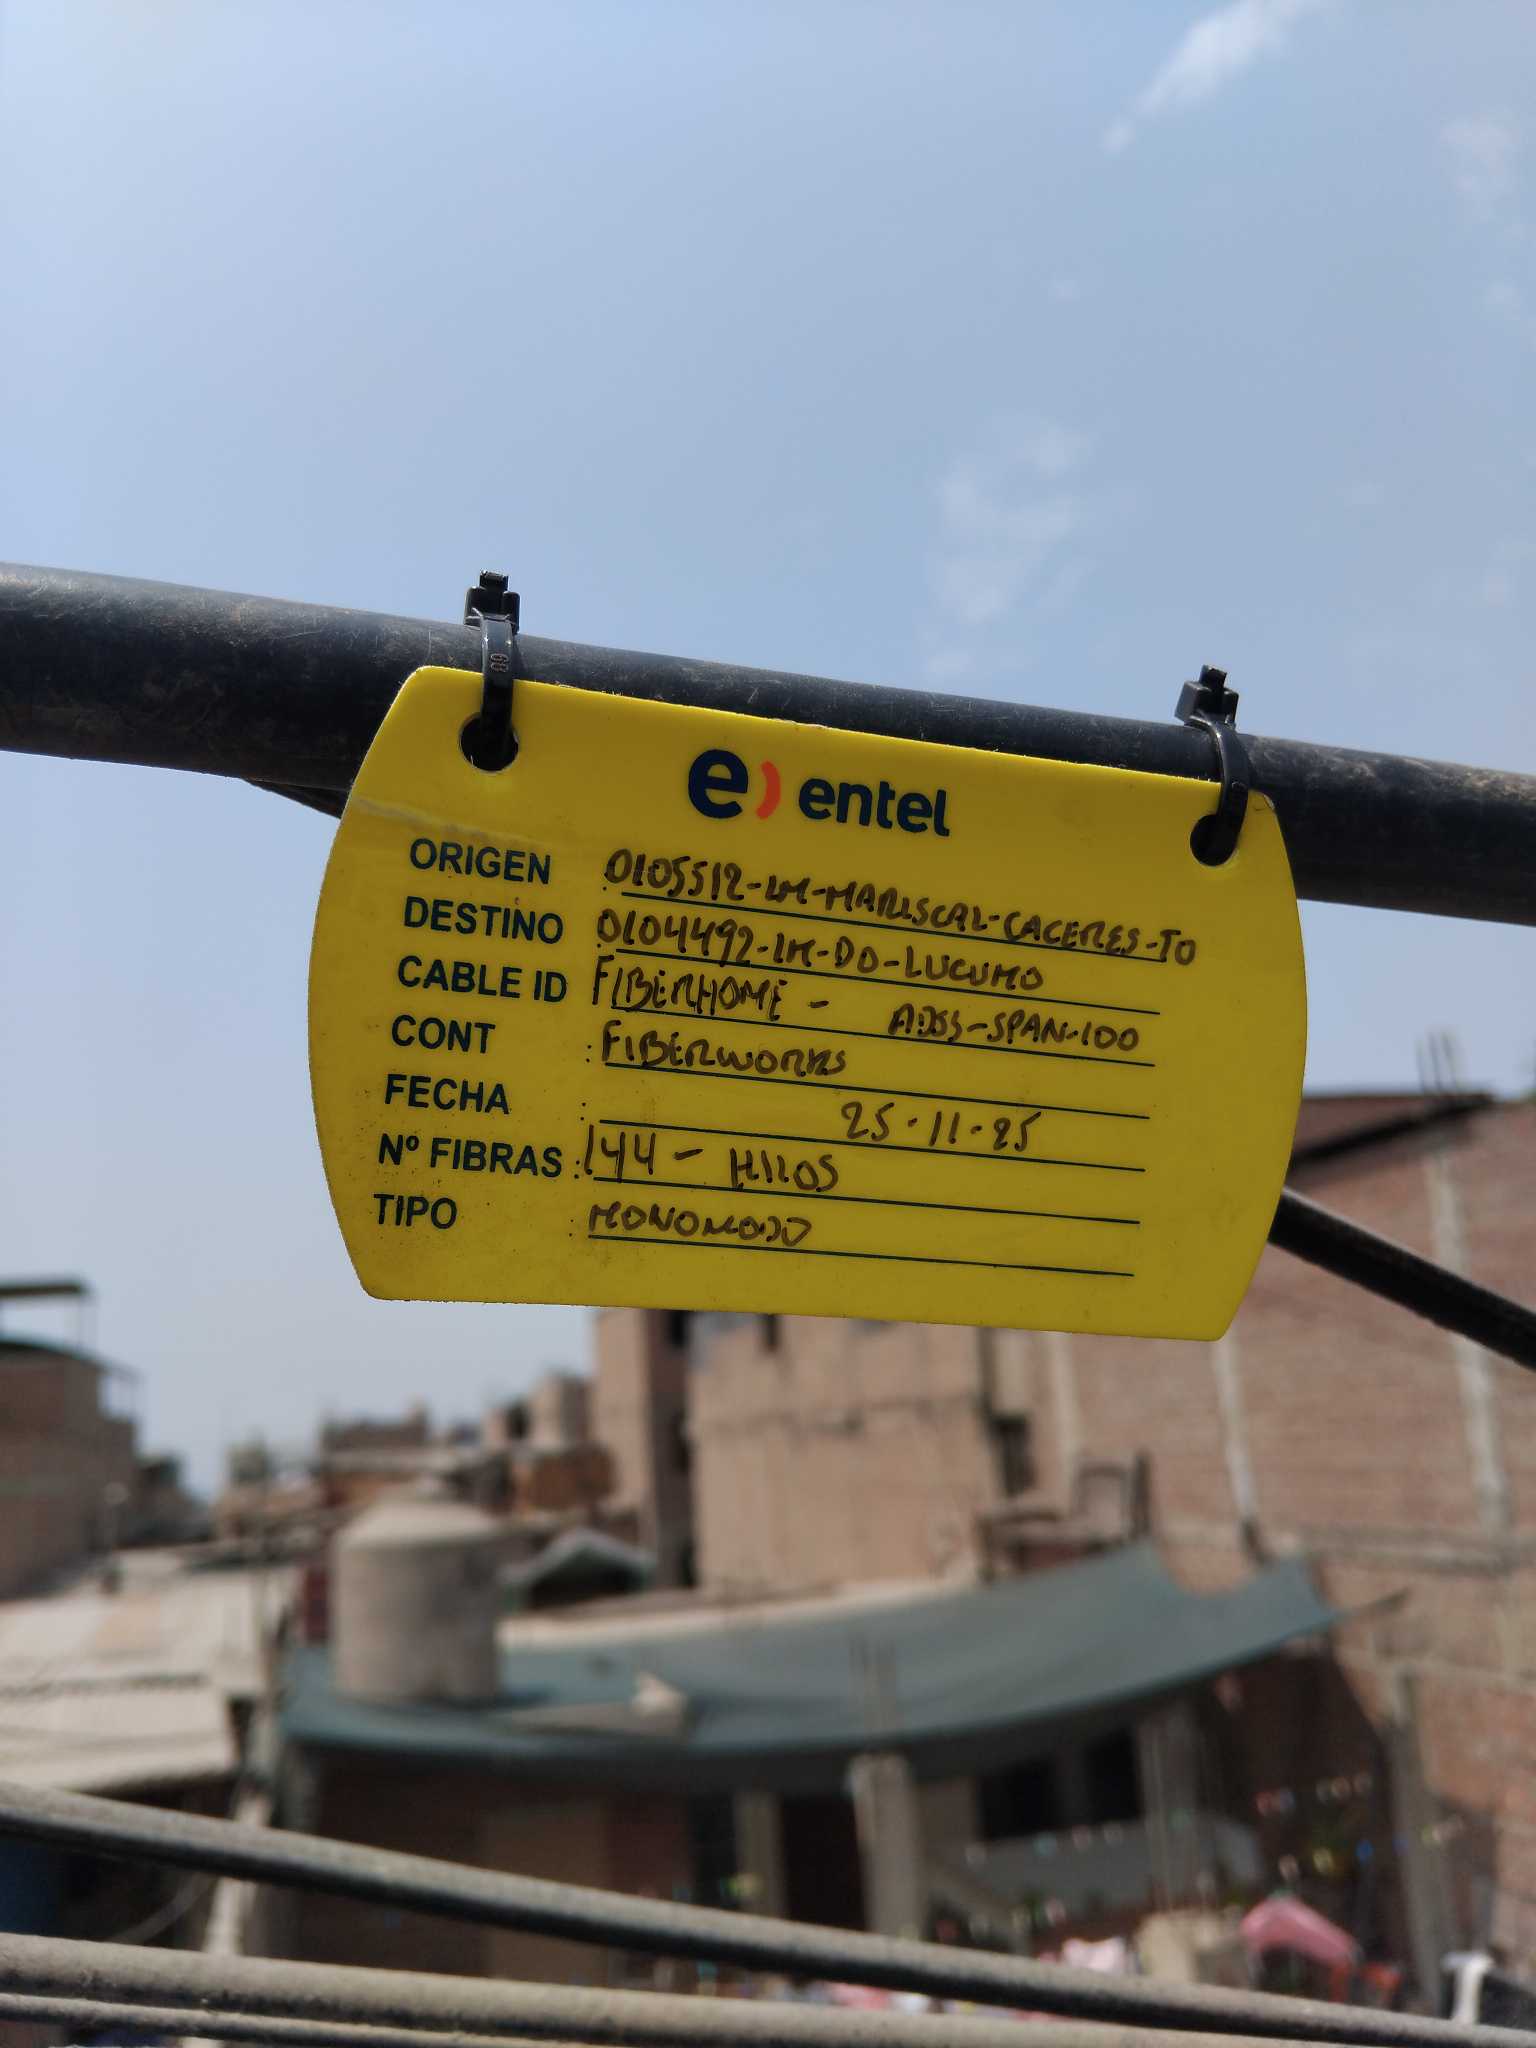 e) entel
ORIGEN : 0105512-LM-MARISCAL-CACERES-TO
DESTINO : 0104492-LM-DO-LUCUMO
CABLE ID FIBERHOME - ADSS-SPAN-100
CONT : FIBERWORKS
FECHA : 25-11-25
Nº FIBRAS : 144 - HILOS
TIPO : MONOMODO